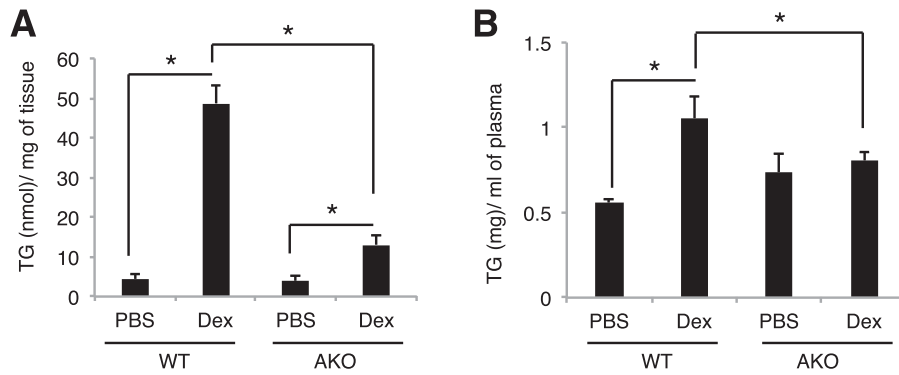 A
TG (nmol)/ mg of tissue
60
50
40
30
20
10
0
*
*
*
PBS
Dex
PBS
Dex
WT
AKO
B
TG (mg)/ ml of plasma
1.5
1
0.5
0
*
*
PBS
Dex
PBS
Dex
WT
AKO